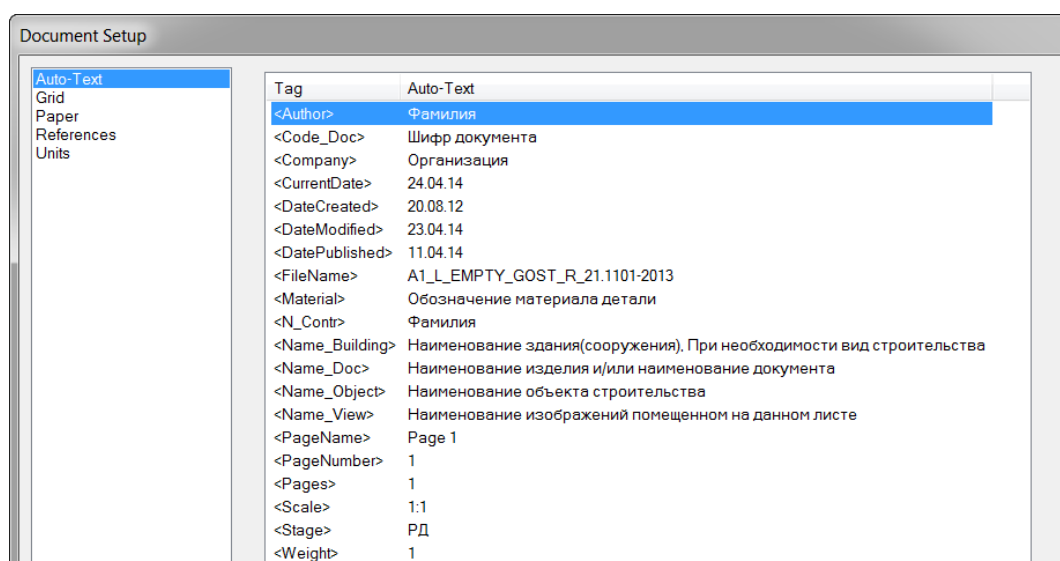 Document Setup
Auto-Text
Grid
Paper
References
Units
Tag Auto-Text
<Author> Фамилия
<Code_Doc> Шифр документа
<Company> Организация
<CurrentDate> 24.04.14
<DateCreated> 20.08.12
<DateModified> 23.04.14
<DatePublished> 11.04.14
<FileName> A1_L_EMPTY_GOST_R_21.1101-2013
<Material> Обозначение материала детали
<N_Contr> Фамилия
<Name_Building> Наименование здания(сооружения), При необходимости вид строительства
<Name_Doc> Наименование изделия и/или наименование документа
<Name_Object> Наименование объекта строительства
<Name_View> Наименование изображений помещенном на данном листе
<PageName> Page 1
<PageNumber> 1
<Pages> 1
<Scale> 1:1
<Stage> РД
<Weight> 1